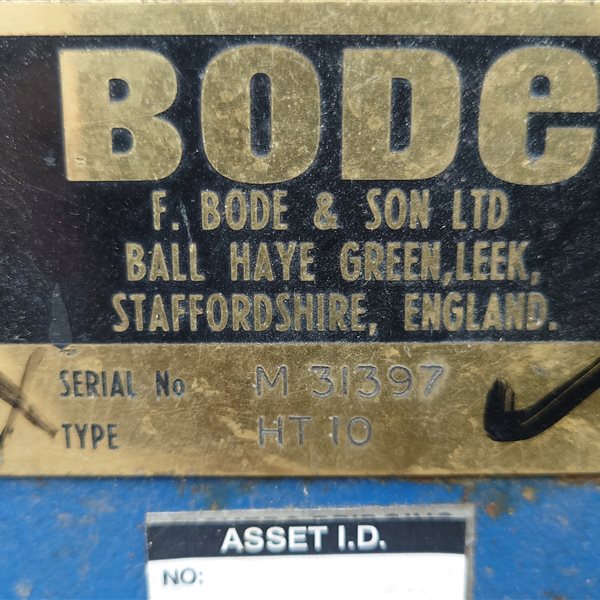 BODe
F. BODE & SON LTD
BALL HAYE GREEN, LEEK,
STAFFORDSHIRE, ENGLAND.
SERIAL No M 31397
TYPE HT 10
ASSET I.D.
NO: